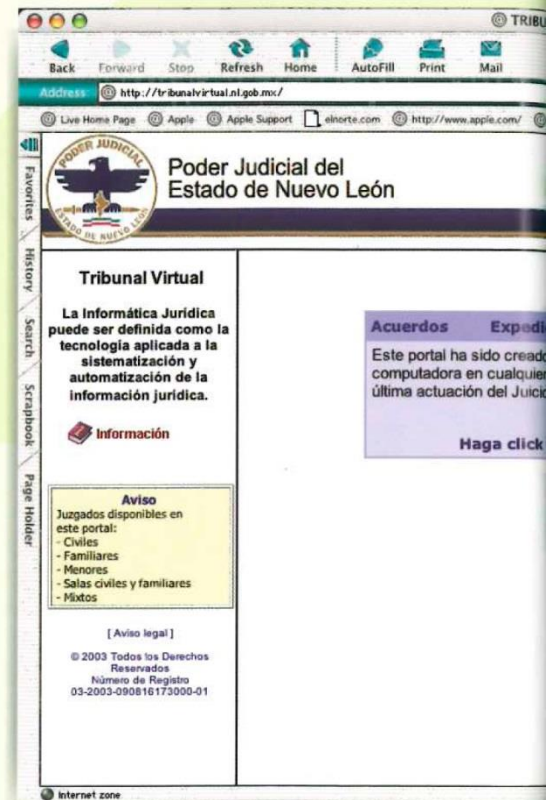 TRIBU
Back Forward Stop Refresh Home AutoFill Print Mail
Address http://tribunalvirtual.nl.gob.mx/
Live Home Page Apple Apple Support elnorte.com http://www.apple.com/
Favorites
History
Search
Scrapbook
Page Holder
PODER JUDICIAL
ESTADO DE NUEVO LEÓN
Poder Judicial del
Estado de Nuevo León
Tribunal Virtual
La Informática Jurídica
puede ser definida como la
tecnología aplicada a la
sistematización y
automatización de la
información jurídica.
Información
Aviso
Juzgados disponibles en
este portal:
- Civiles
- Familiares
- Menores
- Salas civiles y familiares
- Mixtos
[ Aviso legal ]
© 2003 Todos los Derechos
Reservados
Número de Registro
03-2003-090816173000-01
Acuerdos Expedi
Este portal ha sido creado
computadora en cualquier
última actuación del Juicio
Haga click
Internet zone